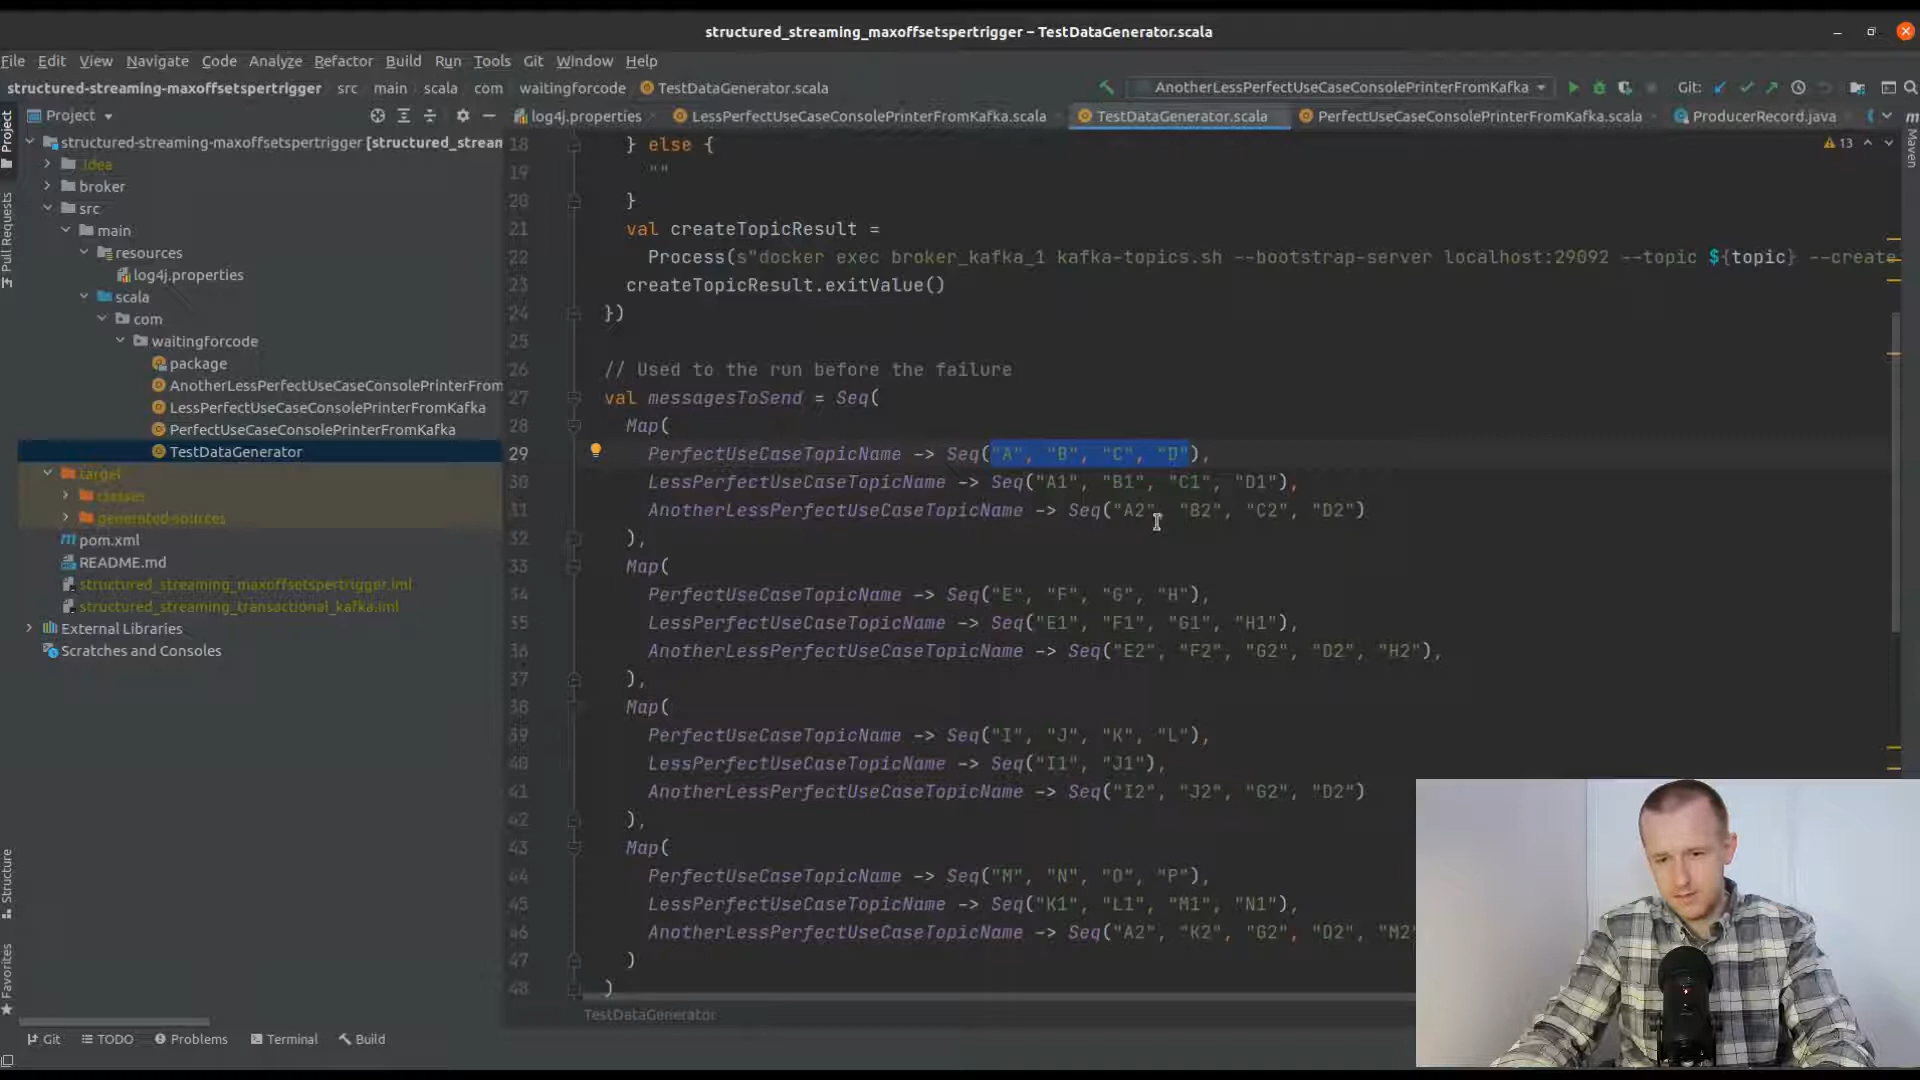 structured_streaming_maxoffsetspertrigger – TestDataGenerator.scala
File Edit View Navigate Code Analyze Refactor Build Run Tools Git Window Help
structured-streaming-maxoffsetspertrigger src main scala com waitingforcode TestDataGenerator.scala AnotherLessPerfectUseCaseConsolePrinterFromKafka Git:
Project
log4j.properties LessPerfectUseCaseConsolePrinterFromKafka.scala TestDataGenerator.scala PerfectUseCaseConsolePrinterFromKafka.scala ProducerRecord.java
Project
Pull Requests
Structure
Favorites
Maven
structured-streaming-maxoffsetspertrigger [structured_stream
.idea
broker
src
main
resources
log4j.properties
scala
com
waitingforcode
package
AnotherLessPerfectUseCaseConsolePrinterFrom
LessPerfectUseCaseConsolePrinterFromKafka
PerfectUseCaseConsolePrinterFromKafka
TestDataGenerator
target
classes
generated-sources
pom.xml
README.md
structured_streaming_maxoffsetspertrigger.iml
structured_streaming_transactional_kafka.iml
External Libraries
Scratches and Consoles
13
18 } else {
19 ""
20 }
21 val createTopicResult =
22 Process(s"docker exec broker_kafka_1 kafka-topics.sh --bootstrap-server localhost:29092 --topic ${topic} --create
23 createTopicResult.exitValue()
24 })
25
26 // Used to the run before the failure
27 val messagesToSend = Seq(
28 Map(
29 PerfectUseCaseTopicName -> Seq("A", "B", "C", "D"),
30 LessPerfectUseCaseTopicName -> Seq("A1", "B1", "C1", "D1"),
31 AnotherLessPerfectUseCaseTopicName -> Seq("A2", "B2", "C2", "D2")
32 ),
33 Map(
34 PerfectUseCaseTopicName -> Seq("E", "F", "G", "H"),
35 LessPerfectUseCaseTopicName -> Seq("E1", "F1", "G1", "H1"),
36 AnotherLessPerfectUseCaseTopicName -> Seq("E2", "F2", "G2", "D2", "H2"),
37 ),
38 Map(
39 PerfectUseCaseTopicName -> Seq("I", "J", "K", "L"),
40 LessPerfectUseCaseTopicName -> Seq("I1", "J1"),
41 AnotherLessPerfectUseCaseTopicName -> Seq("I2", "J2", "G2", "D2")
42 ),
43 Map(
44 PerfectUseCaseTopicName -> Seq("M", "N", "O", "P"),
45 LessPerfectUseCaseTopicName -> Seq("K1", "L1", "M1", "N1"),
46 AnotherLessPerfectUseCaseTopicName -> Seq("A2", "K2", "G2", "D2", "M2"
47 )
48 )
TestDataGenerator
Git TODO Problems Terminal Build